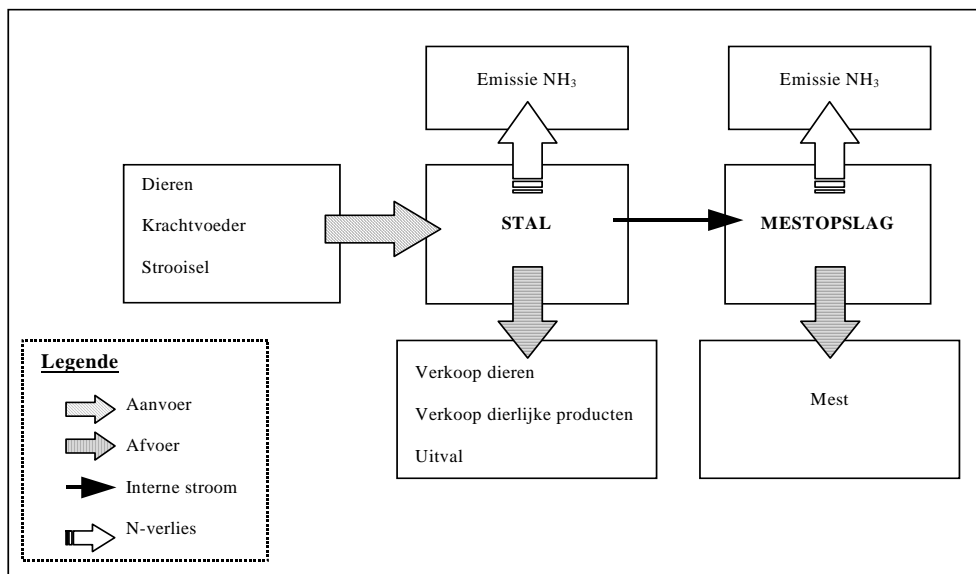 Emissie NH₃
Emissie NH₃
Dieren
Krachtvoeder
Strooisel
STAL
MESTOPSLAG
Verkoop dieren
Verkoop dierlijke producten
Uitval
Mest
Legende
Aanvoer
Afvoer
Interne stroom
N-verlies